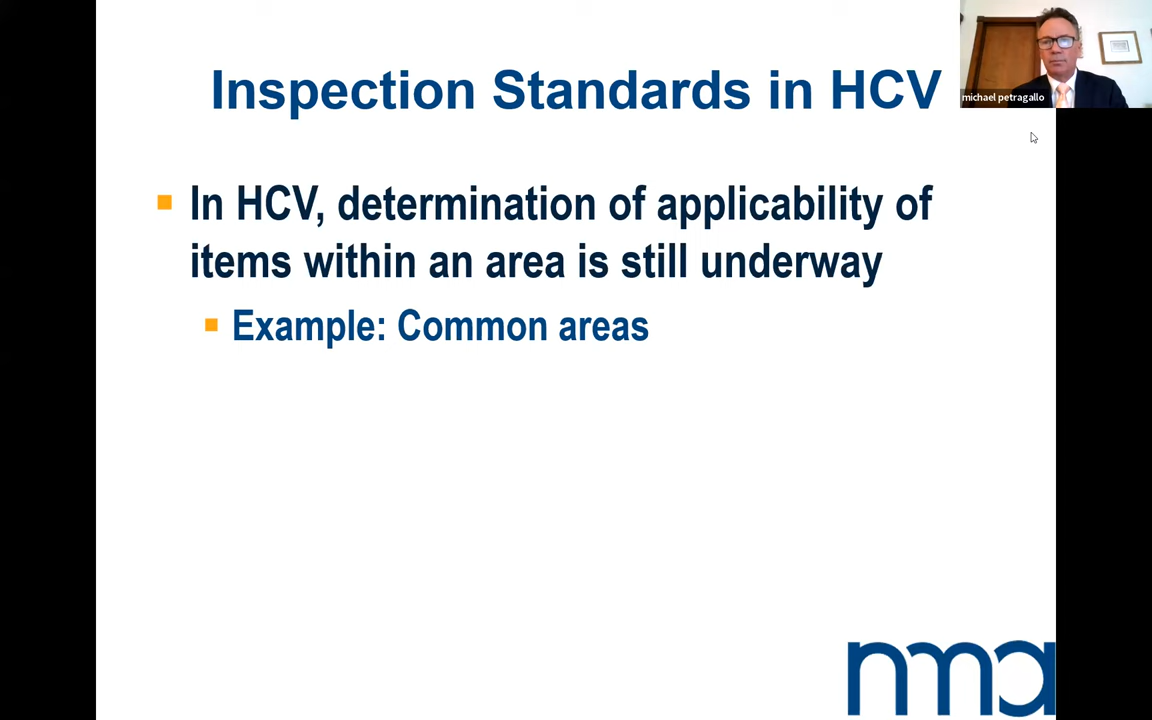 Inspection Standards in HCV
michael petragallo
In HCV, determination of applicability of
items within an area is still underway
Example: Common areas
nma